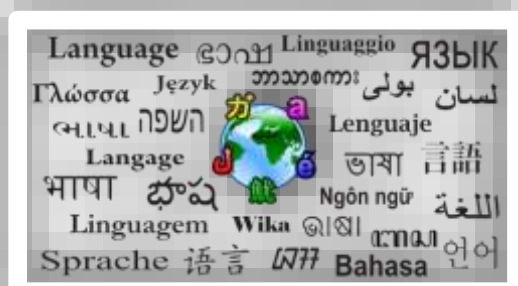 Language ഭാഷ Linguaggio ЯЗЫК
Γλώσσα Język ဘာသာစကား بولی لسان
ભાષા השפה Lenguaje
Langage ভাষা 言語
भाषा భాష Ngôn ngữ اللغة
Linguagem Wika ଭାଷା
Sprache 语言 Bahasa 언어